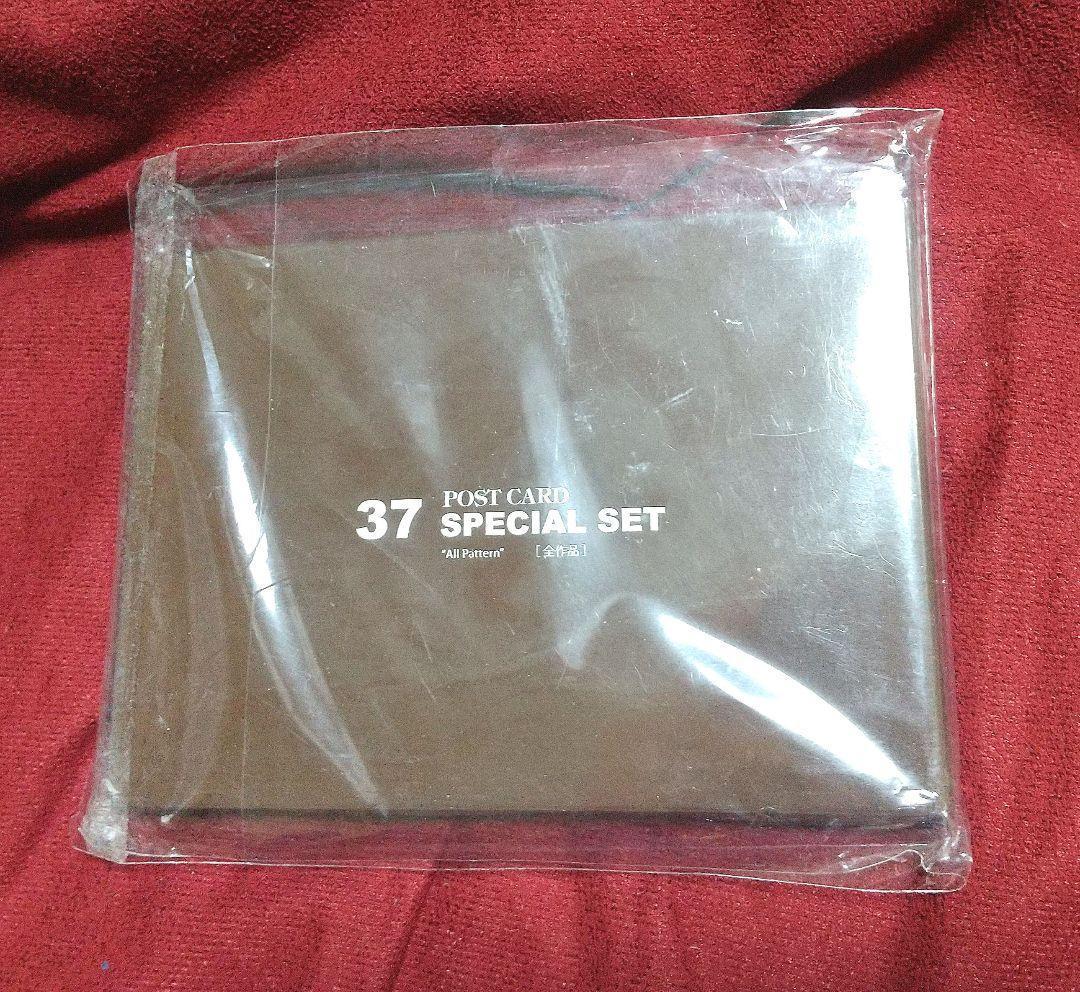 37 POST CARD
SPECIAL SET
"All Pattern" [全作品]